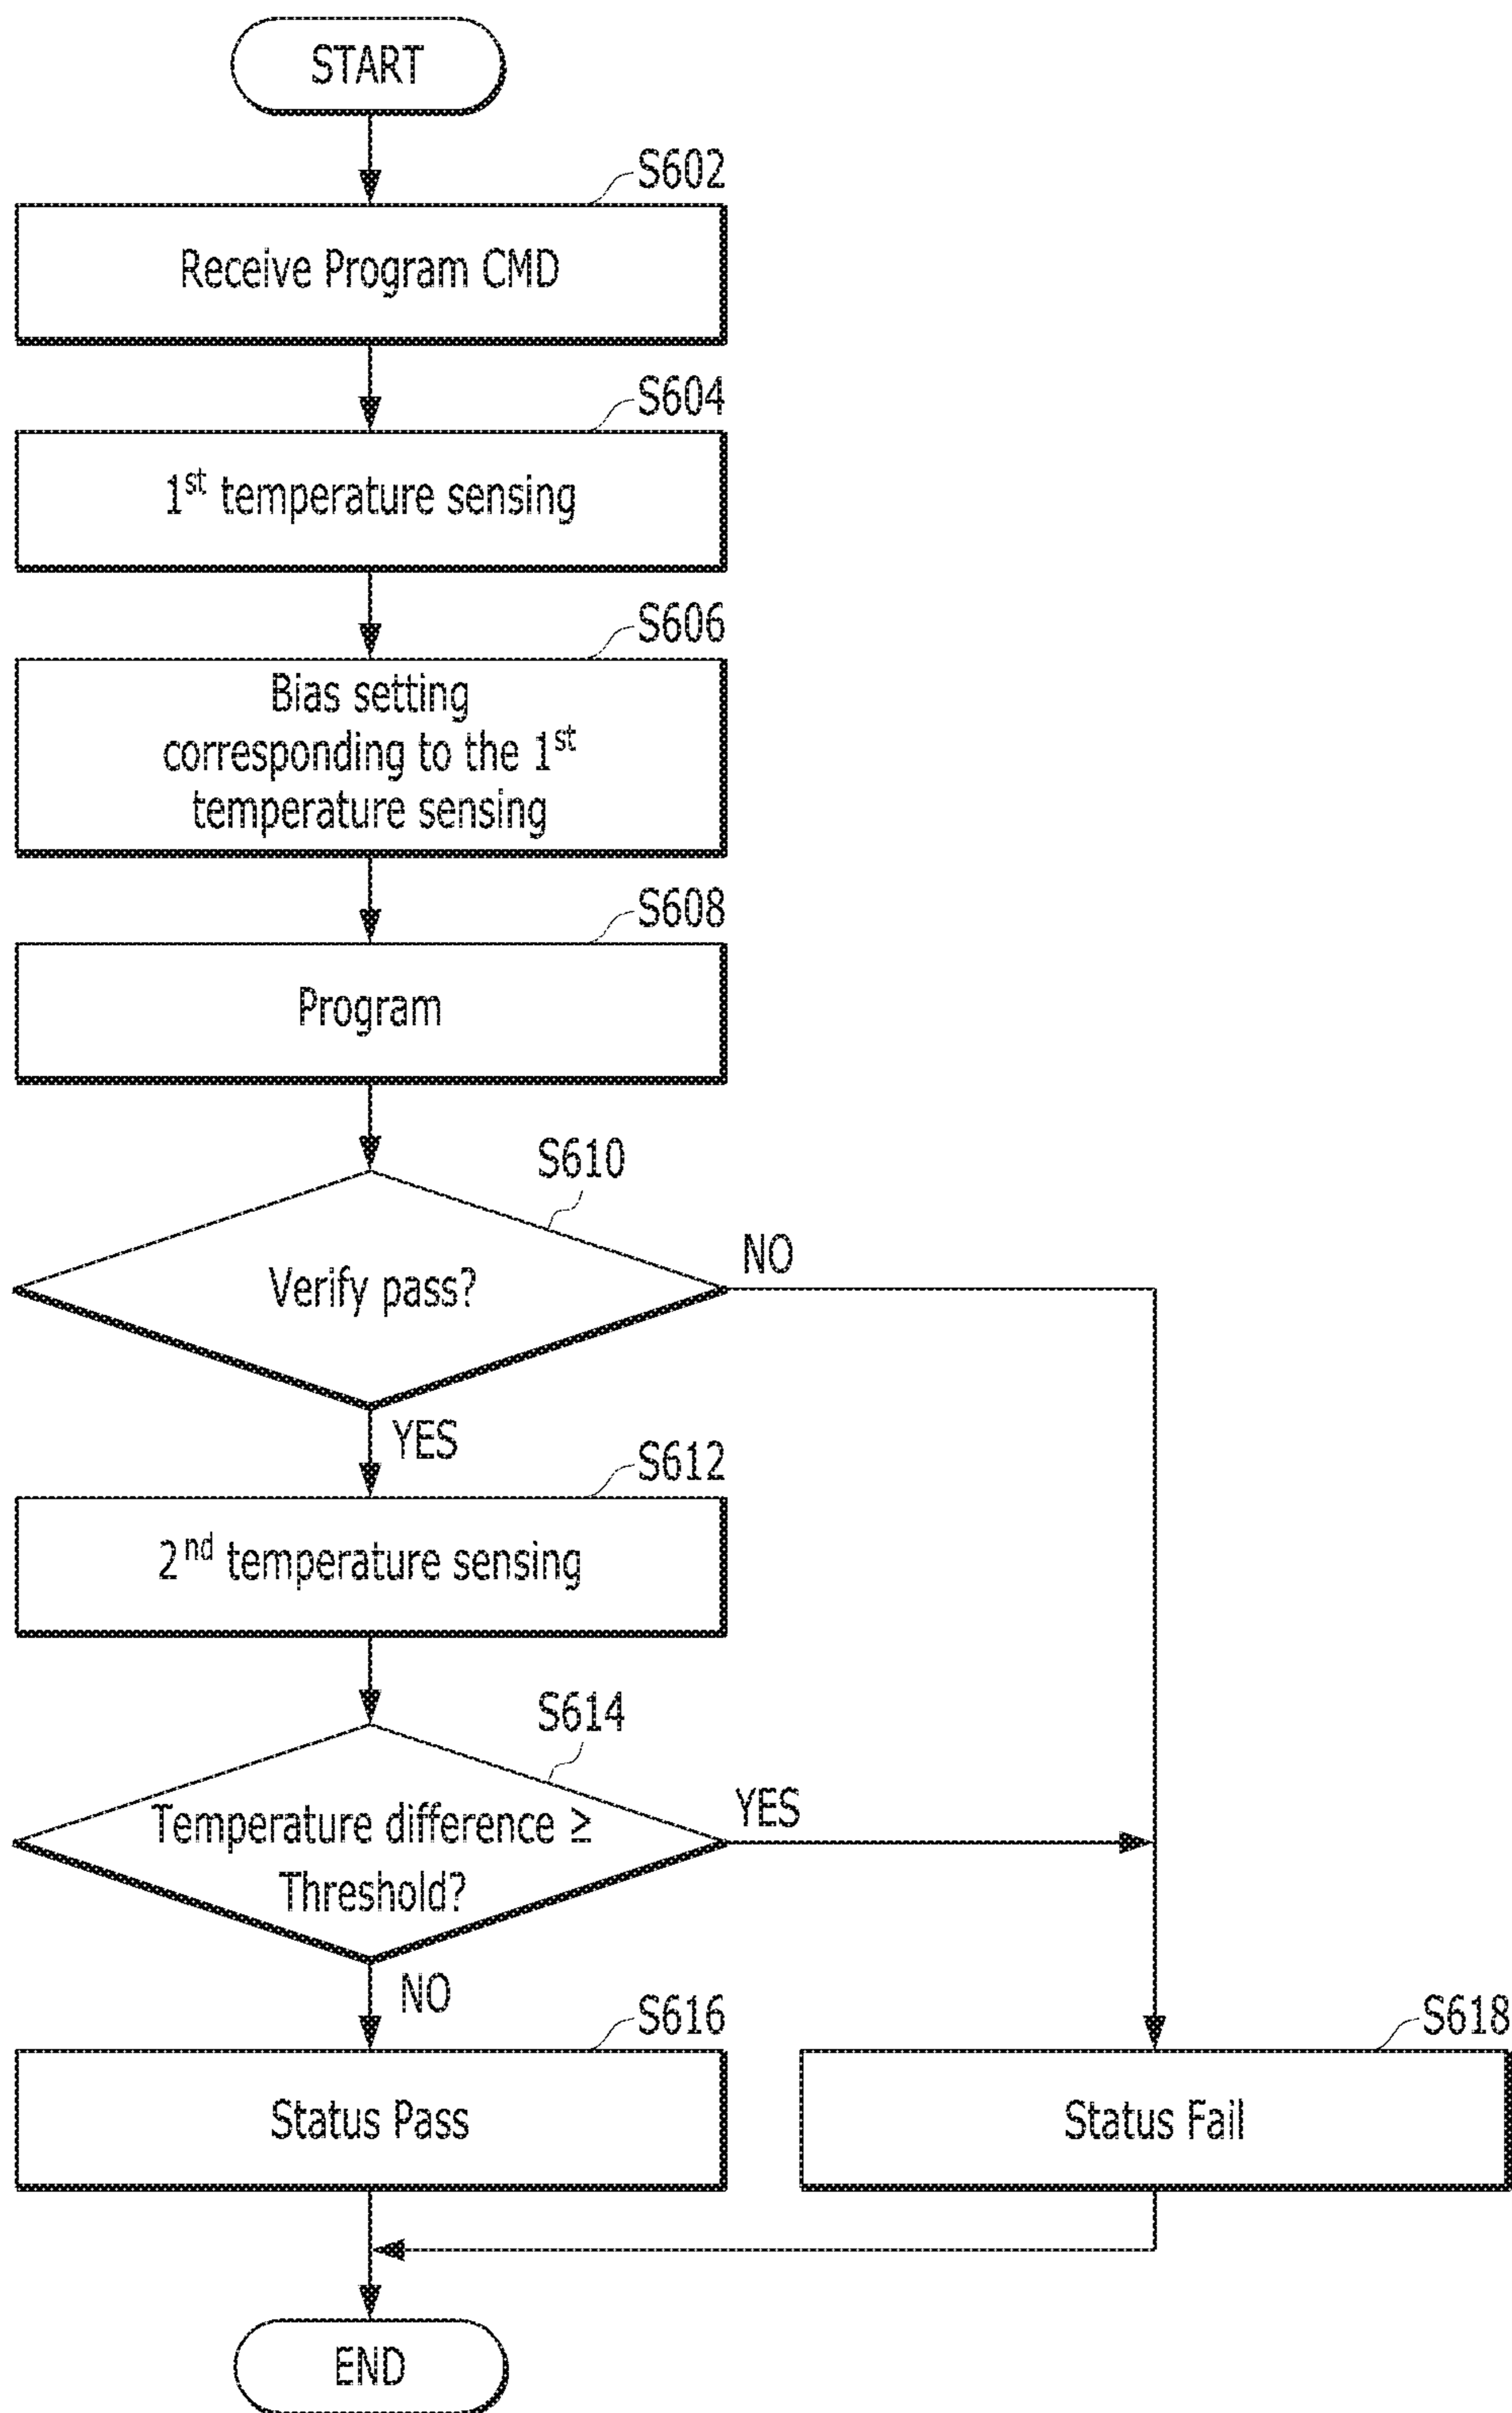 START
S602
Receive Program CMD
S604
1st temperature sensing
S606
Bias setting
corresponding to the 1st
temperature sensing
S608
Program
S610
Verify pass?
NO
YES
S612
2nd temperature sensing
S614
Temperature difference ≥
Threshold?
YES
NO
S616
Status Pass
S618
Status Fail
END